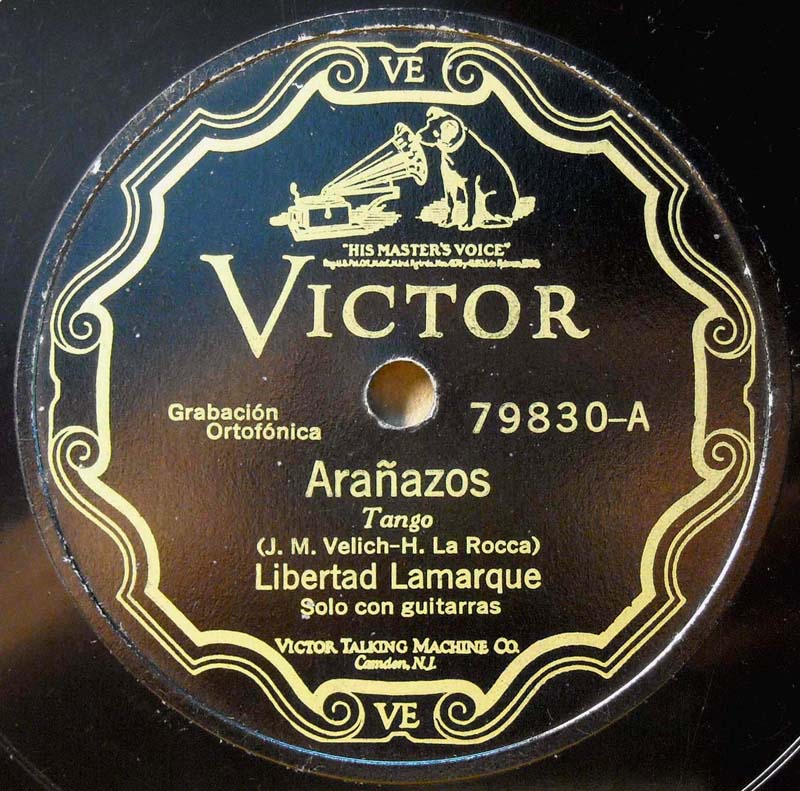 VE
"HIS MASTER'S VOICE"
VICTOR
Grabación
Ortofónica
79830-A
Arañazos
Tango
(J. M. Velich-H. La Rocca)
Libertad Lamarque
Solo con guitarras
VICTOR TALKING MACHINE CO.
Camden, N.J.
VE